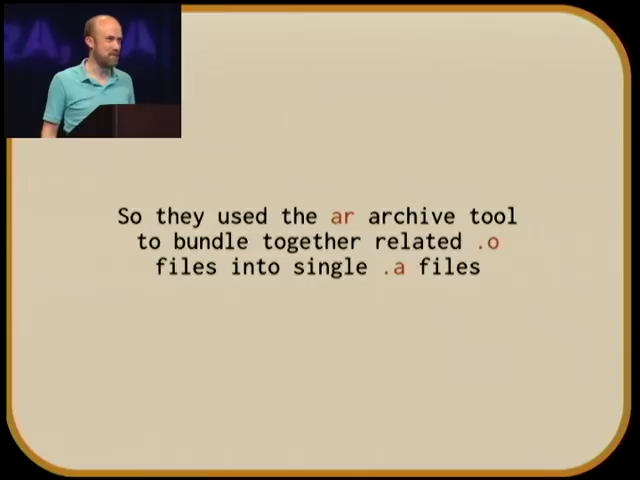 So they used the ar archive tool
to bundle together related .o
files into single .a files